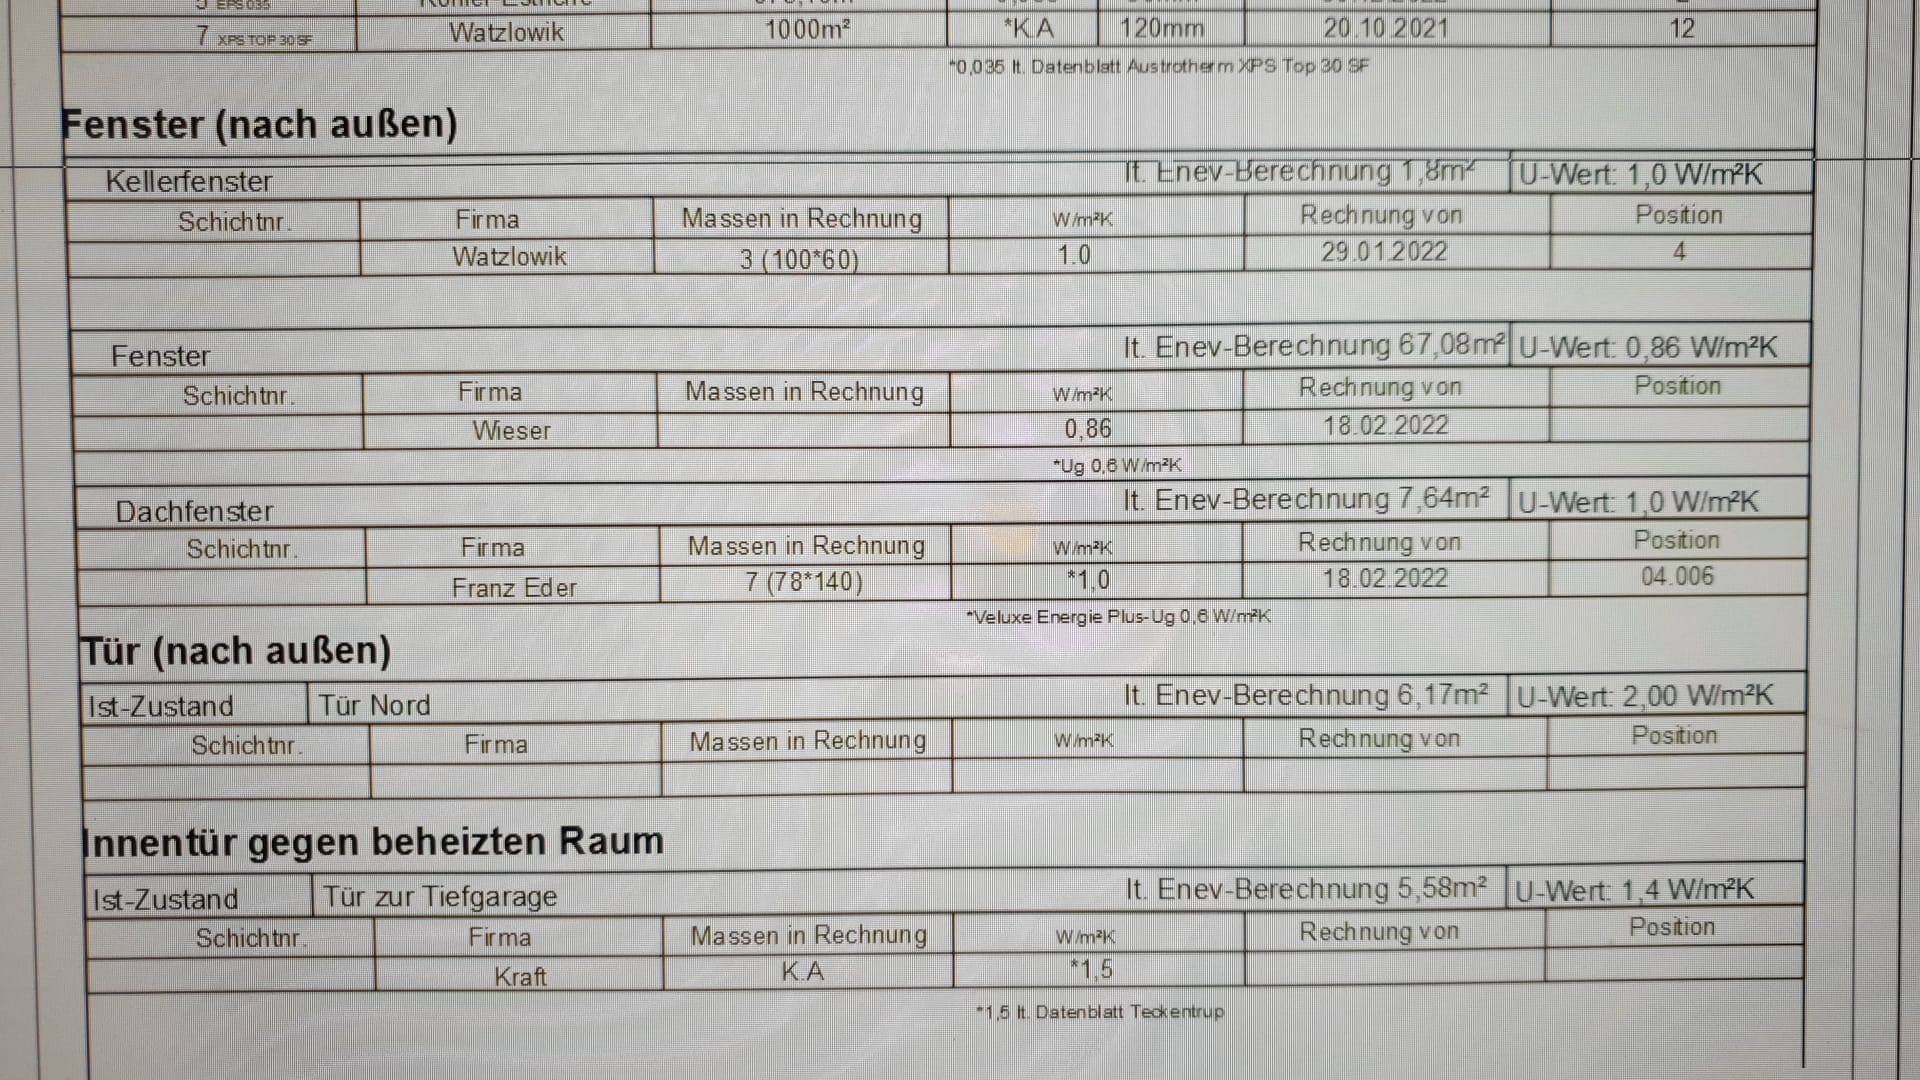 EPS 035
7 XPS TOP 30 SF Watzlowik 1000m² *K.A 120mm 20.10.2021 12
*0,035 lt. Datenblatt Austrotherm XPS Top 30 SF
Fenster (nach außen)
Kellerfenster lt. Enev-Berechnung 1,8m² U-Wert: 1,0 W/m²K
Schichtnr. Firma Massen in Rechnung W/m²K Rechnung von Position
Watzlowik 3 (100*60) 1.0 29.01.2022 4
Fenster lt. Enev-Berechnung 67,08m² U-Wert: 0,86 W/m²K
Schichtnr. Firma Massen in Rechnung W/m²K Rechnung von Position
Wieser 0,86 18.02.2022
*Ug 0,6 W/m²K
Dachfenster lt. Enev-Berechnung 7,64m² U-Wert: 1,0 W/m²K
Schichtnr. Firma Massen in Rechnung W/m²K Rechnung von Position
Franz Eder 7 (78*140) *1,0 18.02.2022 04.006
*Veluxe Energie Plus-Ug 0,6 W/m²K
Tür (nach außen)
Ist-Zustand Tür Nord lt. Enev-Berechnung 6,17m² U-Wert: 2,00 W/m²K
Schichtnr. Firma Massen in Rechnung W/m²K Rechnung von Position
Innentür gegen beheizten Raum
Ist-Zustand Tür zur Tiefgarage lt. Enev-Berechnung 5,58m² U-Wert: 1,4 W/m²K
Schichtnr. Firma Massen in Rechnung W/m²K Rechnung von Position
Kraft K.A *1,5
*1,5 lt. Datenblatt Teckentrup